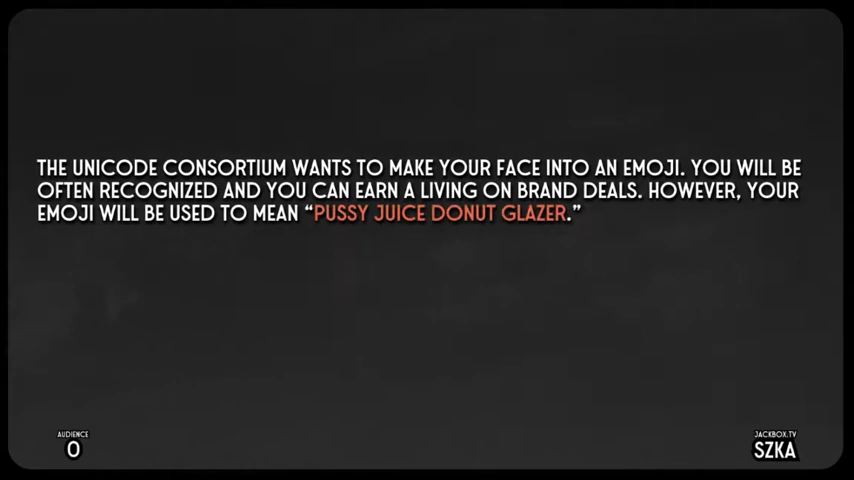 THE UNICODE CONSORTIUM WANTS TO MAKE YOUR FACE INTO AN EMOJI. YOU WILL BE
OFTEN RECOGNIZED AND YOU CAN EARN A LIVING ON BRAND DEALS. HOWEVER, YOUR
EMOJI WILL BE USED TO MEAN “PUSSY JUICE DONUT GLAZER.”
AUDIENCE
0
JACKBOX.TV
SZKA